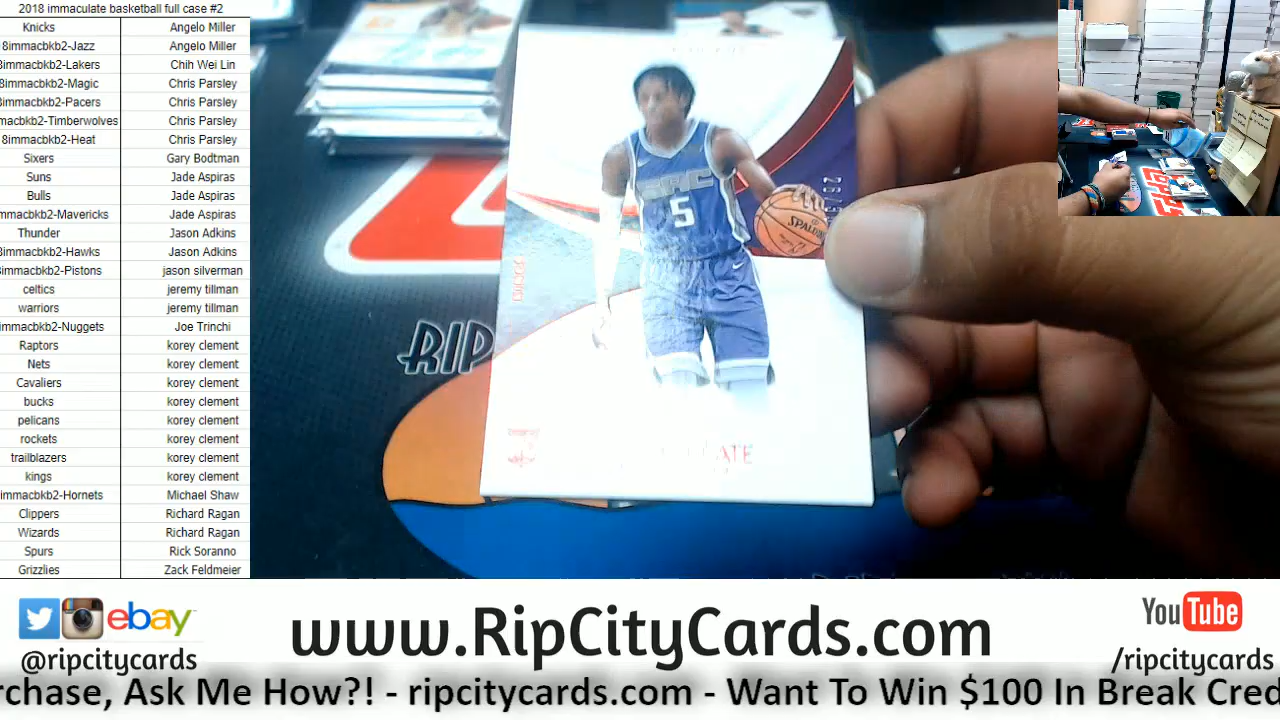 2018 immaculate basketball full case #2
Knicks Angelo Miller
8immacbkb2-Jazz Angelo Miller
8immacbkb2-Lakers Chih Wei Lin
8immacbkb2-Magic Chris Parsley
8immacbkb2-Pacers Chris Parsley
macbkb2-Timberwolves Chris Parsley
8immacbkb2-Heat Chris Parsley
Sixers Gary Bodtman
Suns Jade Aspiras
Bulls Jade Aspiras
mmacbkb2-Mavericks Jade Aspiras
Thunder Jason Adkins
8immacbkb2-Hawks Jason Adkins
8immacbkb2-Pistons jason silverman
celtics jeremy tillman
warriors jeremy tillman
mmacbkb2-Nuggets Joe Trinchi
Raptors korey clement
Nets korey clement
Cavaliers korey clement
bucks korey clement
pelicans korey clement
rockets korey clement
trailblazers korey clement
kings korey clement
immacbkb2-Hornets Michael Shaw
Clippers Richard Ragan
Wizards Richard Ragan
Spurs Rick Soranno
Grizzlies Zack Feldmeier
SAC
5
SPALDING
RIP
ebay
@ripcitycards
www.RipCityCards.com
YouTube
/ripcitycards
rchase, Ask Me How?! - ripcitycards.com - Want To Win $100 In Break Cred